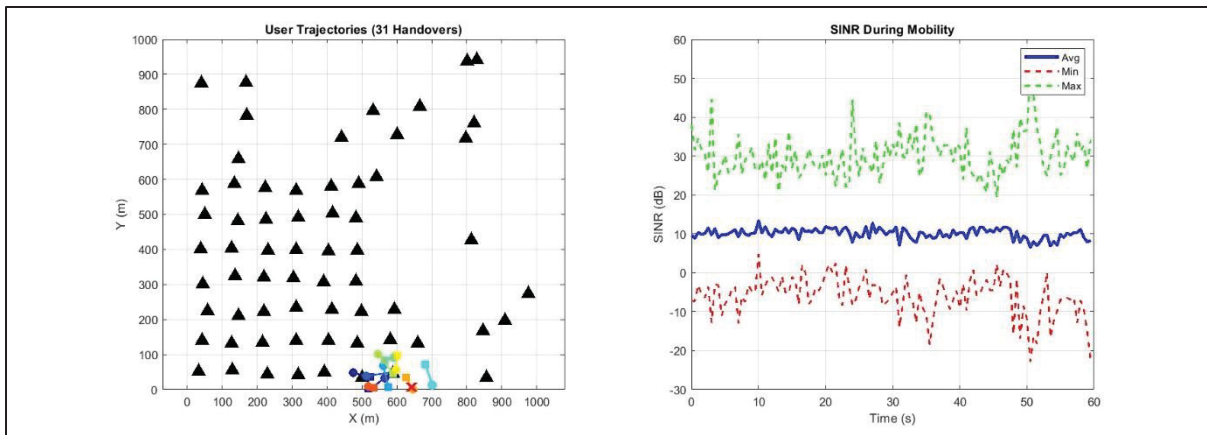 User Trajectories (31 Handovers)
1000
900
800
700
600
500
400
300
200
100
0
Y (m)
0 100 200 300 400 500 600 700 800 900 1000
X (m)
SINR During Mobility
60
50
40
30
20
10
0
-10
-20
-30
SINR (dB)
Avg
Min
Max
0 10 20 30 40 50 60
Time (s)